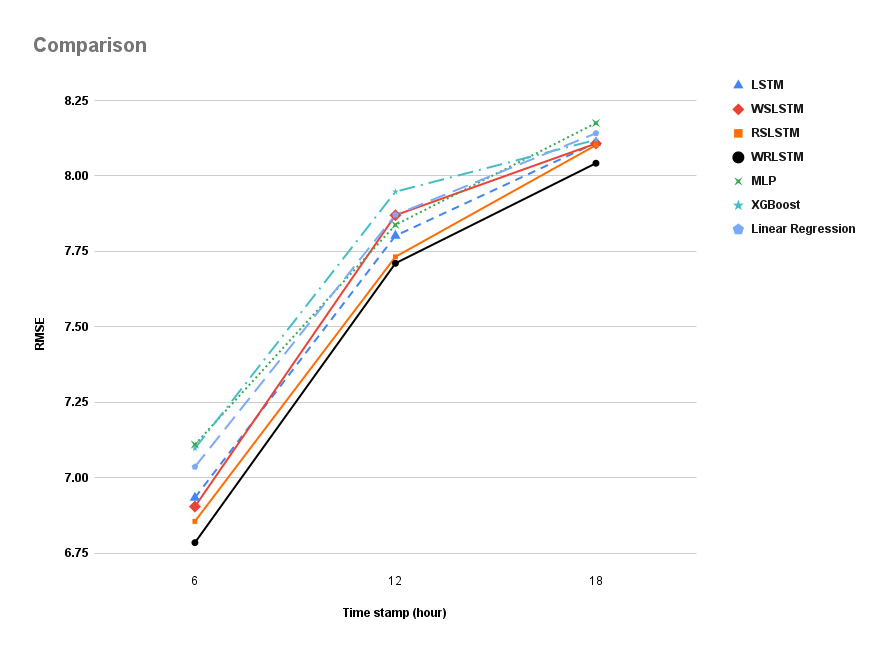 Comparison
8.25
8.00
7.75
7.50
7.25
7.00
6.75
RMSE
6 12 18
Time stamp (hour)
LSTM
WSLSTM
RSLSTM
WRLSTM
MLP
XGBoost
Linear Regression